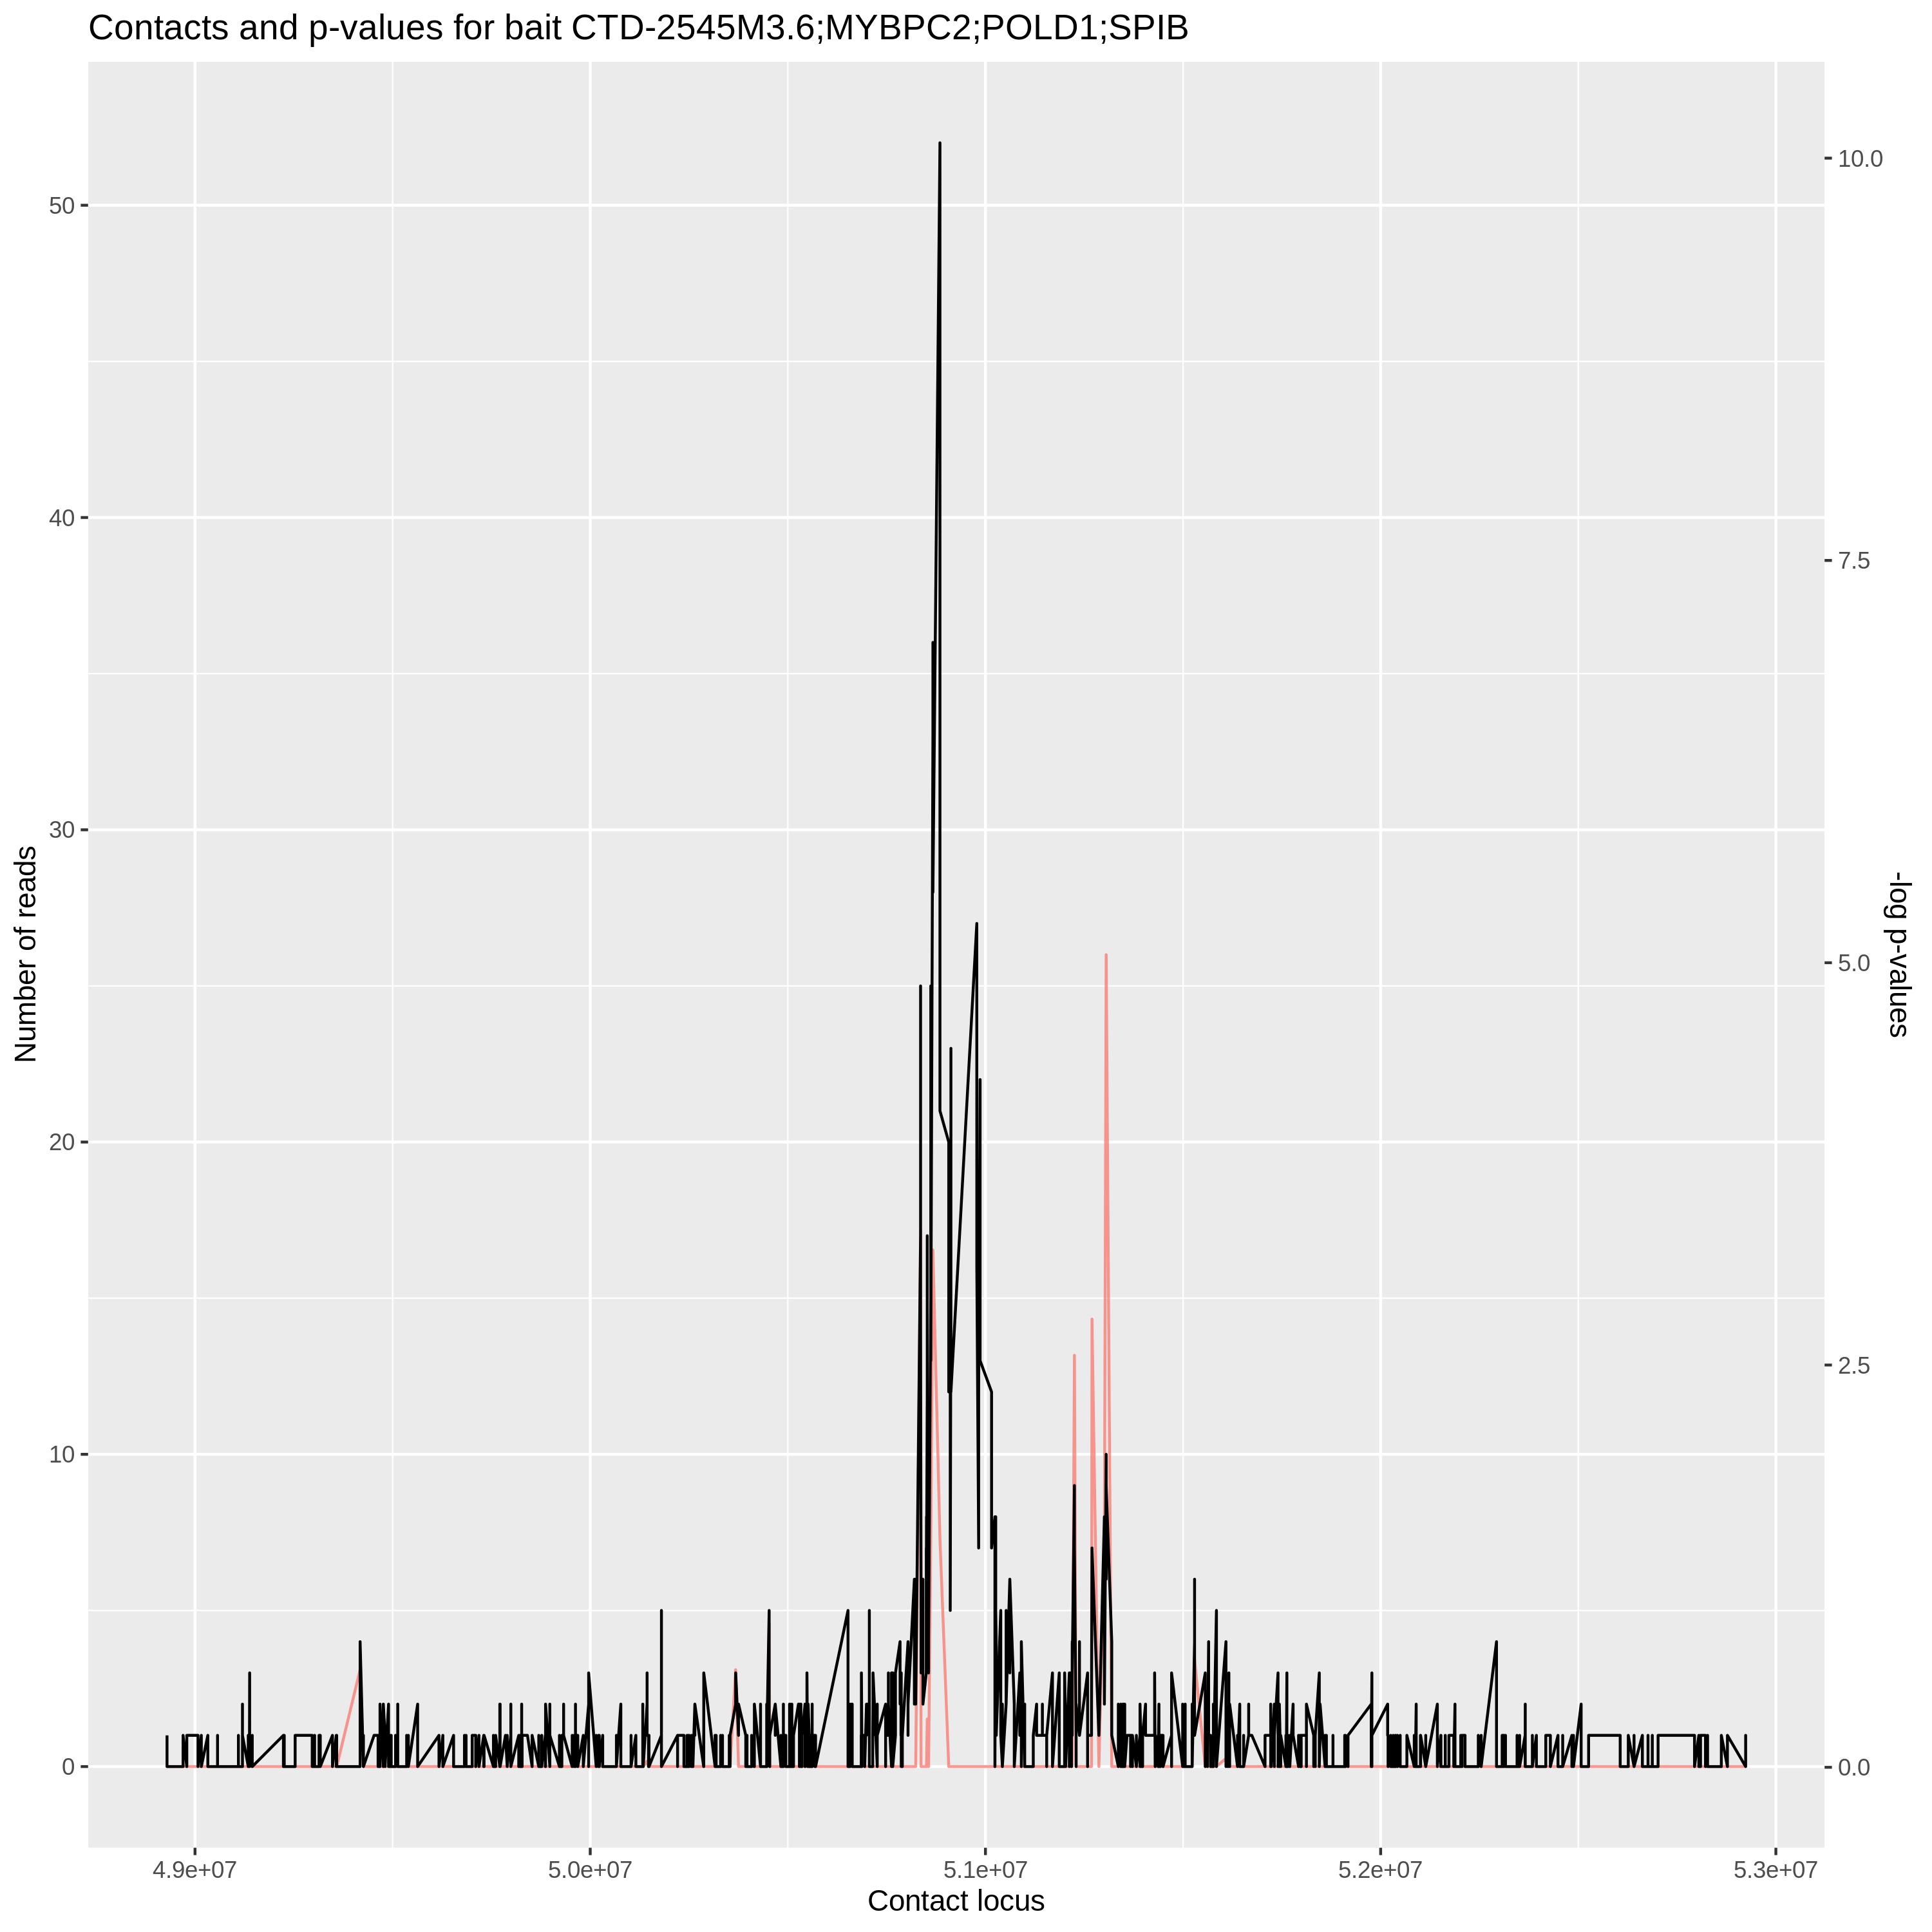 Contacts and p-values for bait CTD-2545M3.6;MYBPC2;POLD1;SPIB
Number of reads
50
40
30
20
10
0
10.0
7.5
5.0
2.5
0.0
-log p-values
4.9e+07 5.0e+07 5.1e+07 5.2e+07 5.3e+07
Contact locus